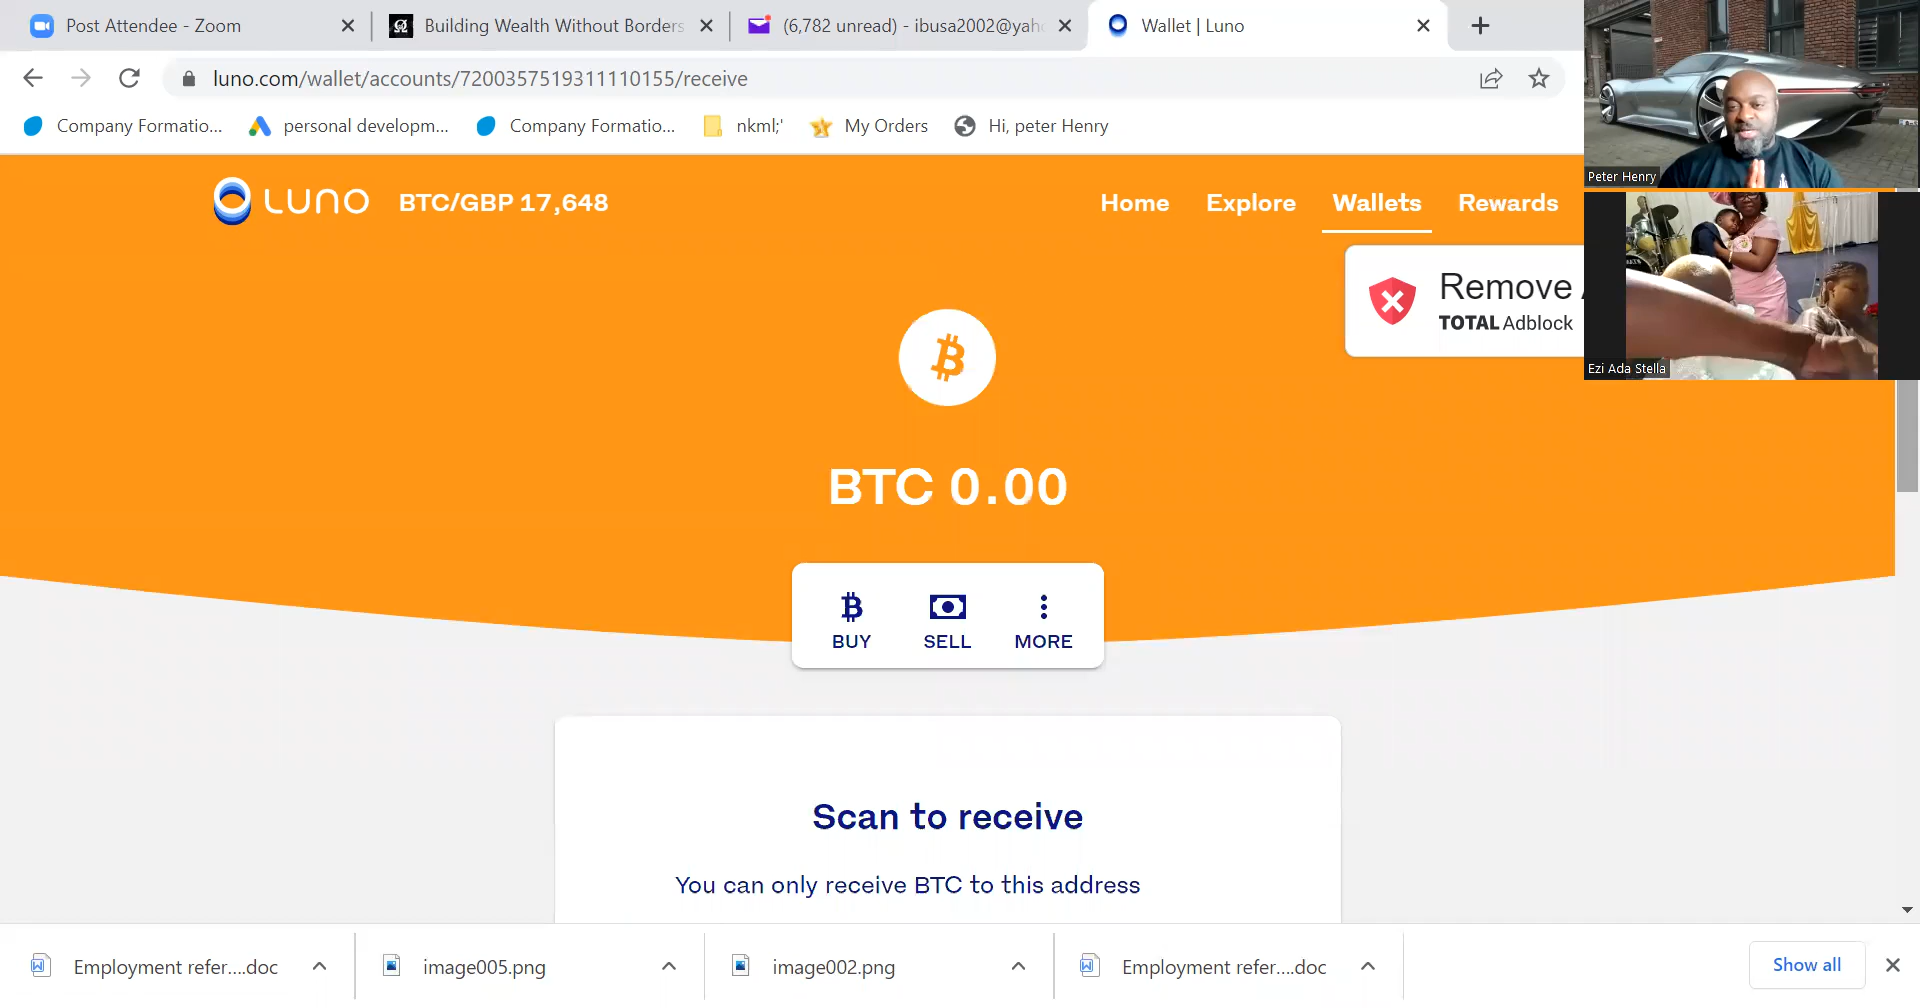 Post Attendee - Zoom
Building Wealth Without Borders
(6,782 unread) - ibusa2002@yaho
Wallet | Luno
luno.com/wallet/accounts/7200357519311110155/receive
Company Formatio...
personal developm...
Company Formatio...
nkml;'
My Orders
Hi, peter Henry
LUNO
BTC/GBP 17,648
Home
Explore
Wallets
Rewards
Peter Henry
Remove
TOTAL Adblock
Ezi Ada Stella
BTC 0.00
BUY
SELL
MORE
Scan to receive
You can only receive BTC to this address
Employment refer....doc
image005.png
image002.png
Employment refer....doc
Show all